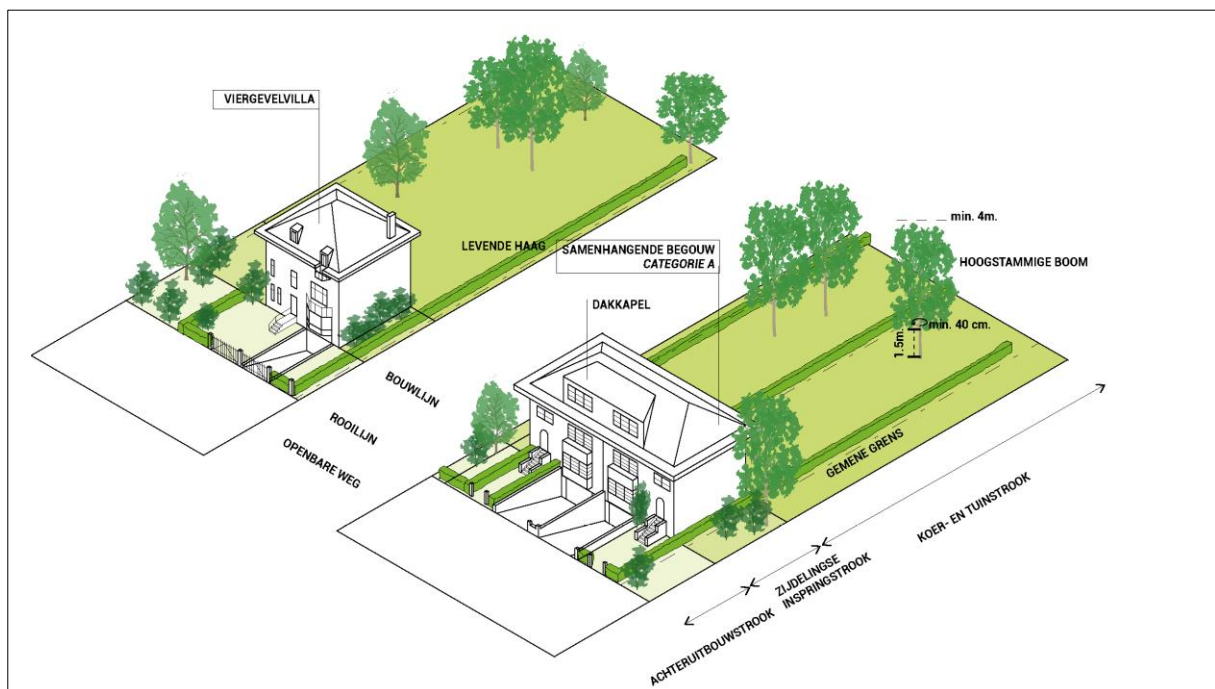 VIERGEVELVILLA
LEVENDE HAAG
SAMENHANGENDE BEGOUW
CATEGORIE A
DAKKAPEL
min. 4m.
HOOGSTAMMIGE BOOM
min. 40 cm.
1.5m.
BOUWLIJN
ROOILIJN
OPENBARE WEG
GEMENE GRENS
KOER- EN TUINSTROOK
ZIJDELINGSE
INSPRINGSTROOK
ACHTERUITBOUWSTROOK